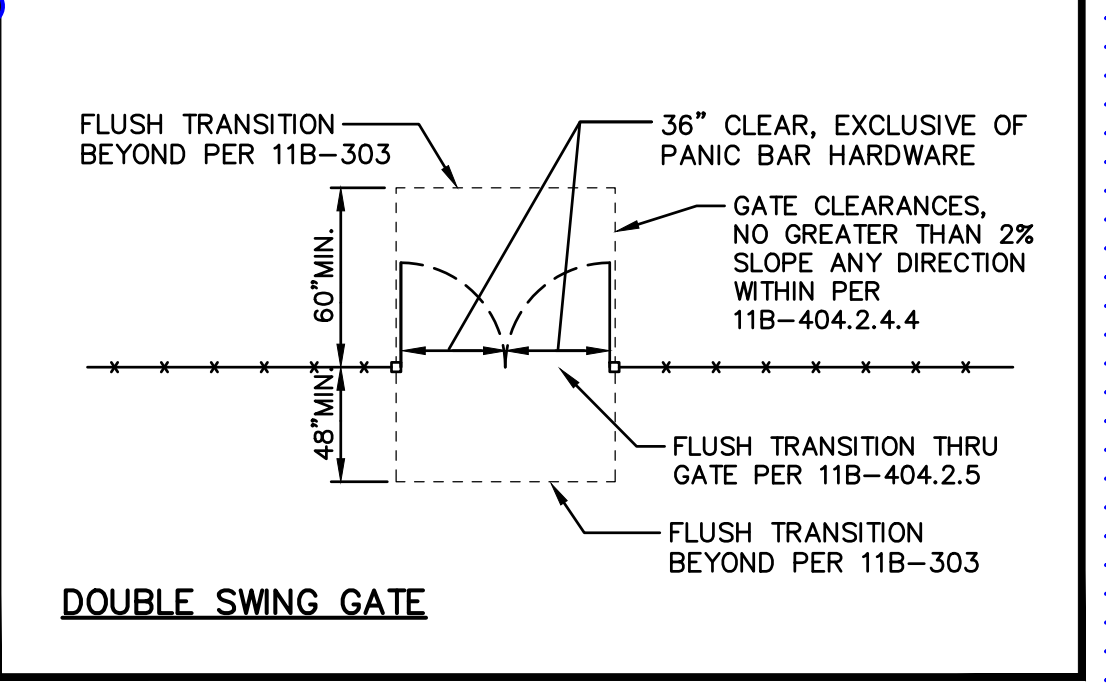 FLUSH TRANSITION
BEYOND PER 11B-303
36" CLEAR, EXCLUSIVE OF
PANIC BAR HARDWARE
GATE CLEARANCES,
NO GREATER THAN 2%
SLOPE ANY DIRECTION
WITHIN PER
11B-404.2.4.4
60"MIN.
48"MIN.
FLUSH TRANSITION THRU
GATE PER 11B-404.2.5
FLUSH TRANSITION
BEYOND PER 11B-303
DOUBLE SWING GATE